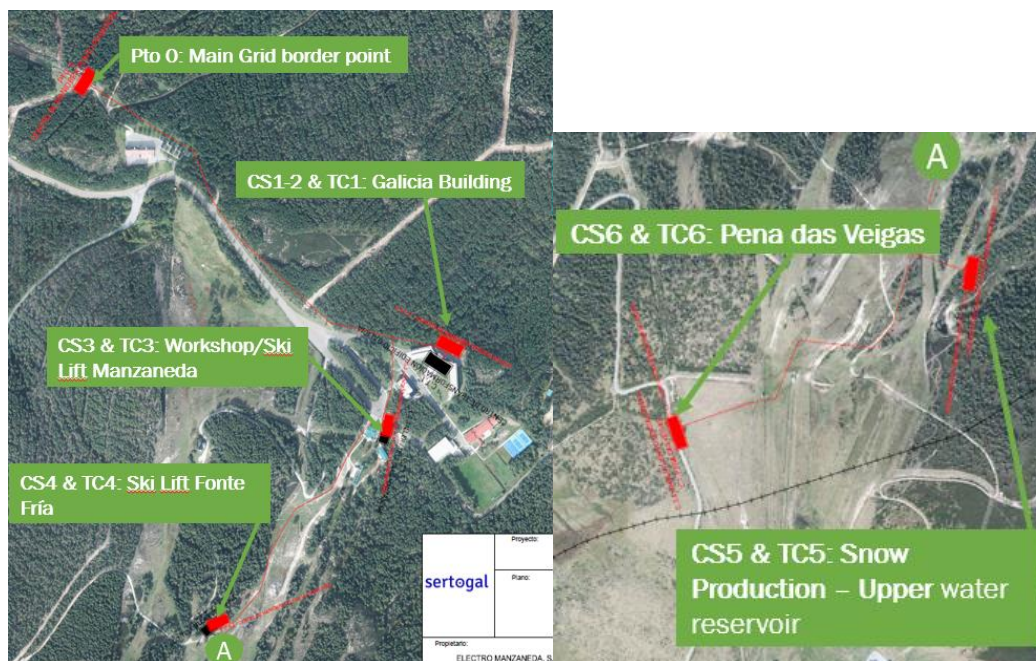 Pto 0: Main Grid border point
CS1-2 & TC1: Galicia Building
CS3 & TC3: Workshop/Ski
Lift Manzaneda
CS4 & TC4: Ski Lift Fonte
Fría
A
sertogal
Proyecto:
Plano:
Propietario:
ELECTRO MANZANEDA, S
A
CS6 & TC6: Pena das Veigas
CS5 & TC5: Snow
Production – Upper water
reservoir